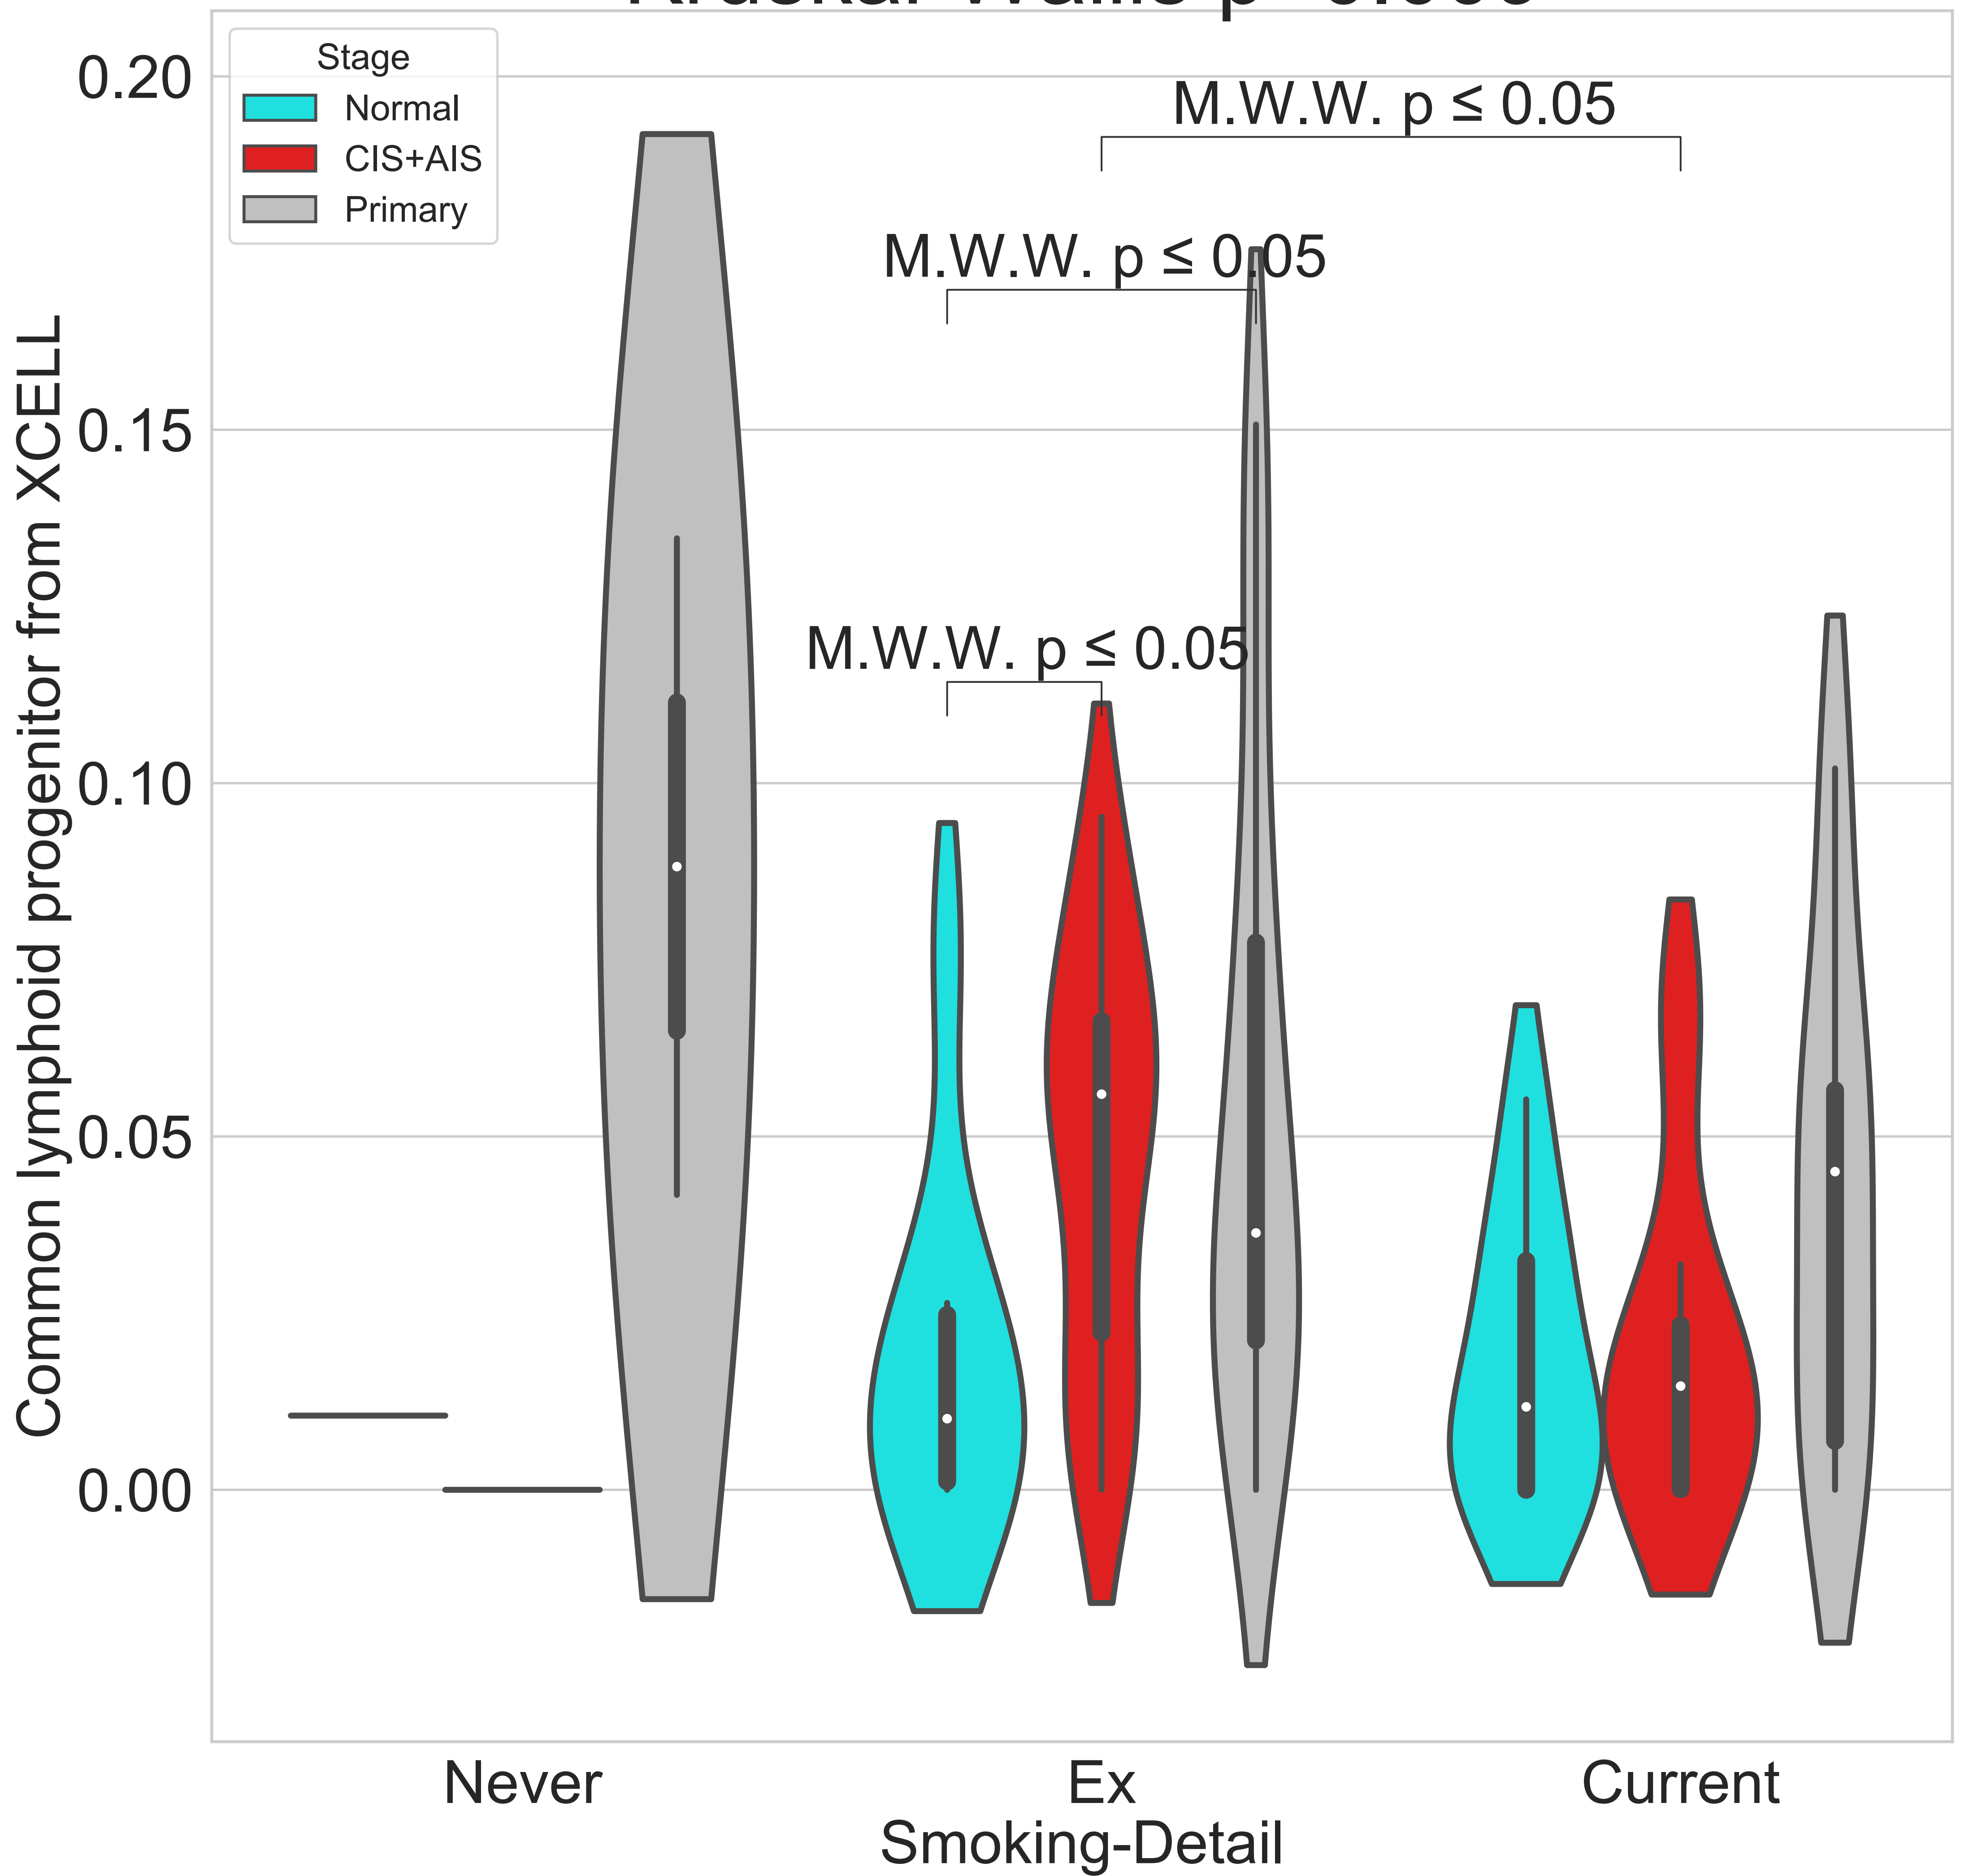 Stage
Normal
CIS+AIS
Primary
M.W.W. p ≤ 0.05
M.W.W. p ≤ 0.05
M.W.W. p ≤ 0.05
0.20
0.15
0.10
0.05
0.00
Common lymphoid progenitor from XCELL
Never
Ex
Current
Smoking-Detail